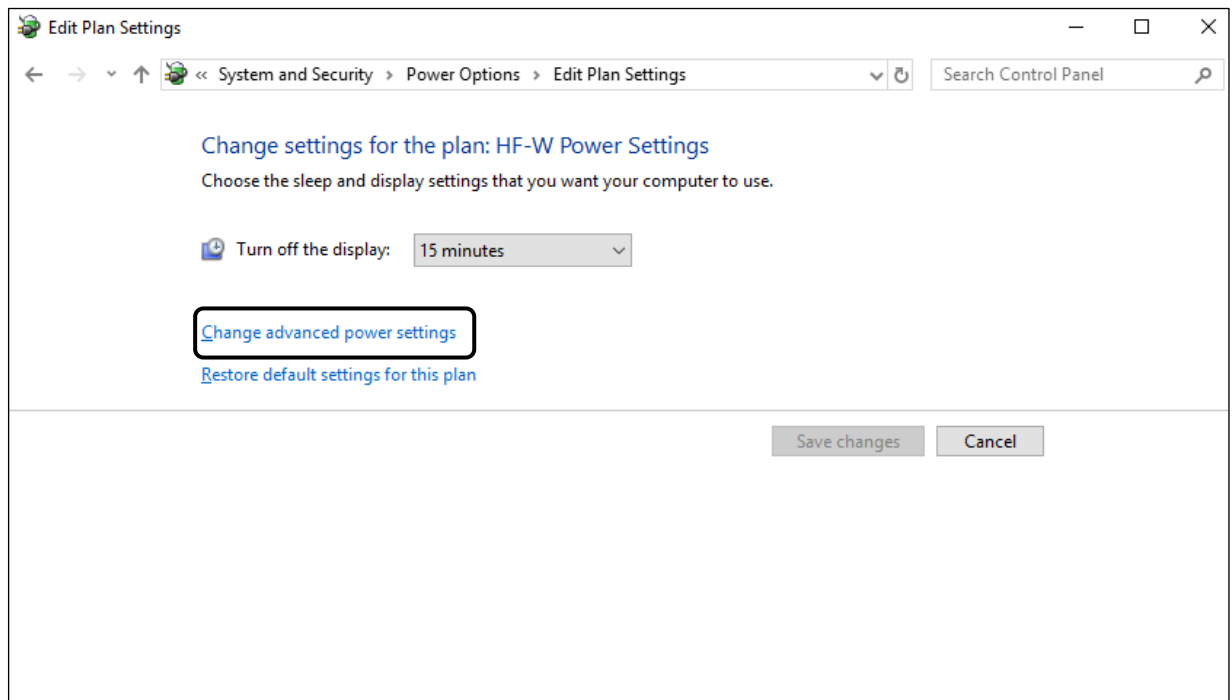 Edit Plan Settings
« System and Security > Power Options > Edit Plan Settings
Search Control Panel
Change settings for the plan: HF-W Power Settings
Choose the sleep and display settings that you want your computer to use.
Turn off the display: 15 minutes
Change advanced power settings
Restore default settings for this plan
Save changes Cancel